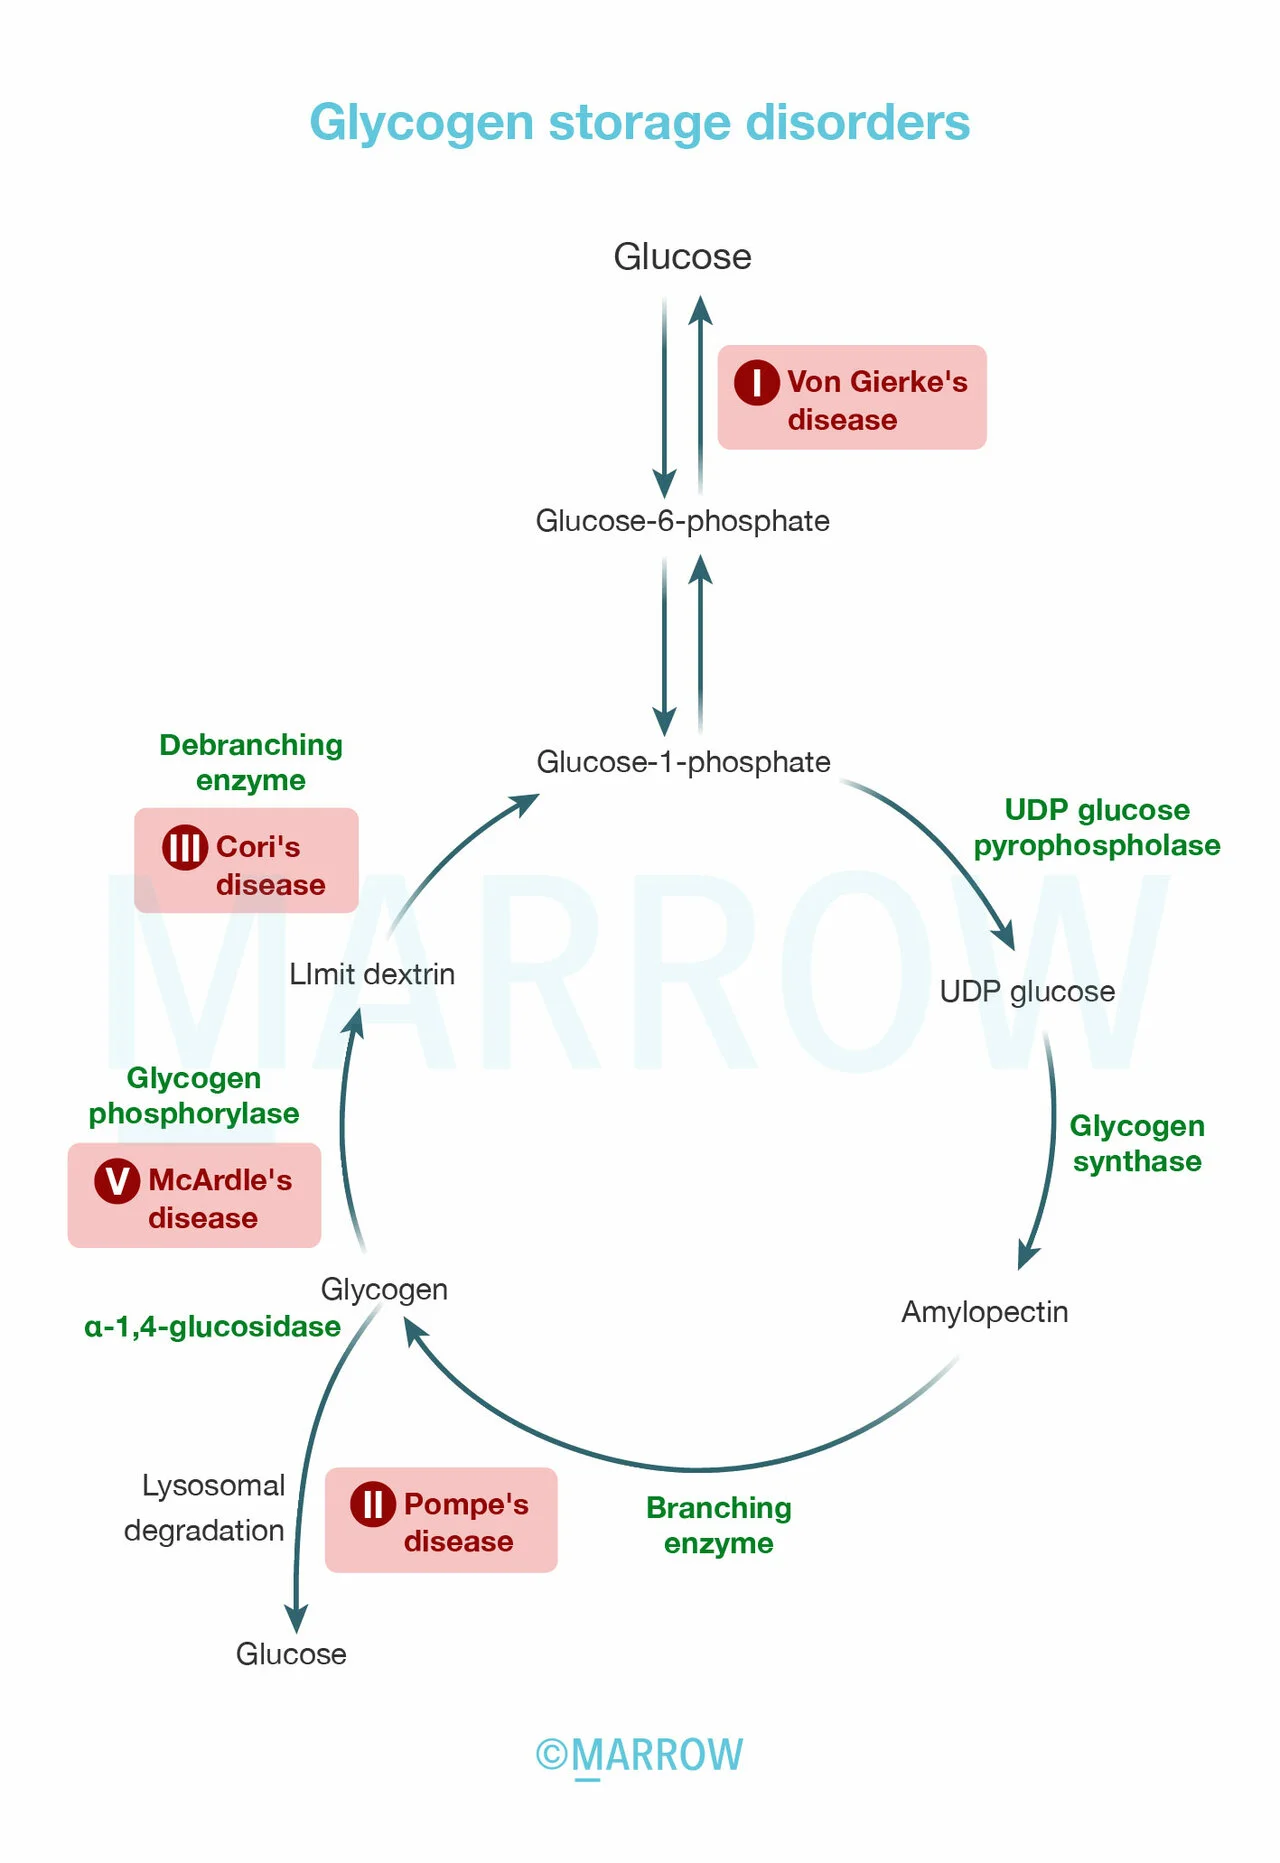 Glycogen storage disorders
Glucose
I Von Gierke's
disease
Glucose-6-phosphate
Glucose-1-phosphate
Debranching
enzyme
III Cori's
disease
UDP glucose
pyrophospholase
LImit dextrin
UDP glucose
MARROW
Glycogen
phosphorylase
V McArdle's
disease
Glycogen
synthase
Glycogen
α-1,4-glucosidase
Amylopectin
Lysosomal
degradation
II Pompe's
disease
Branching
enzyme
Glucose
©MARROW